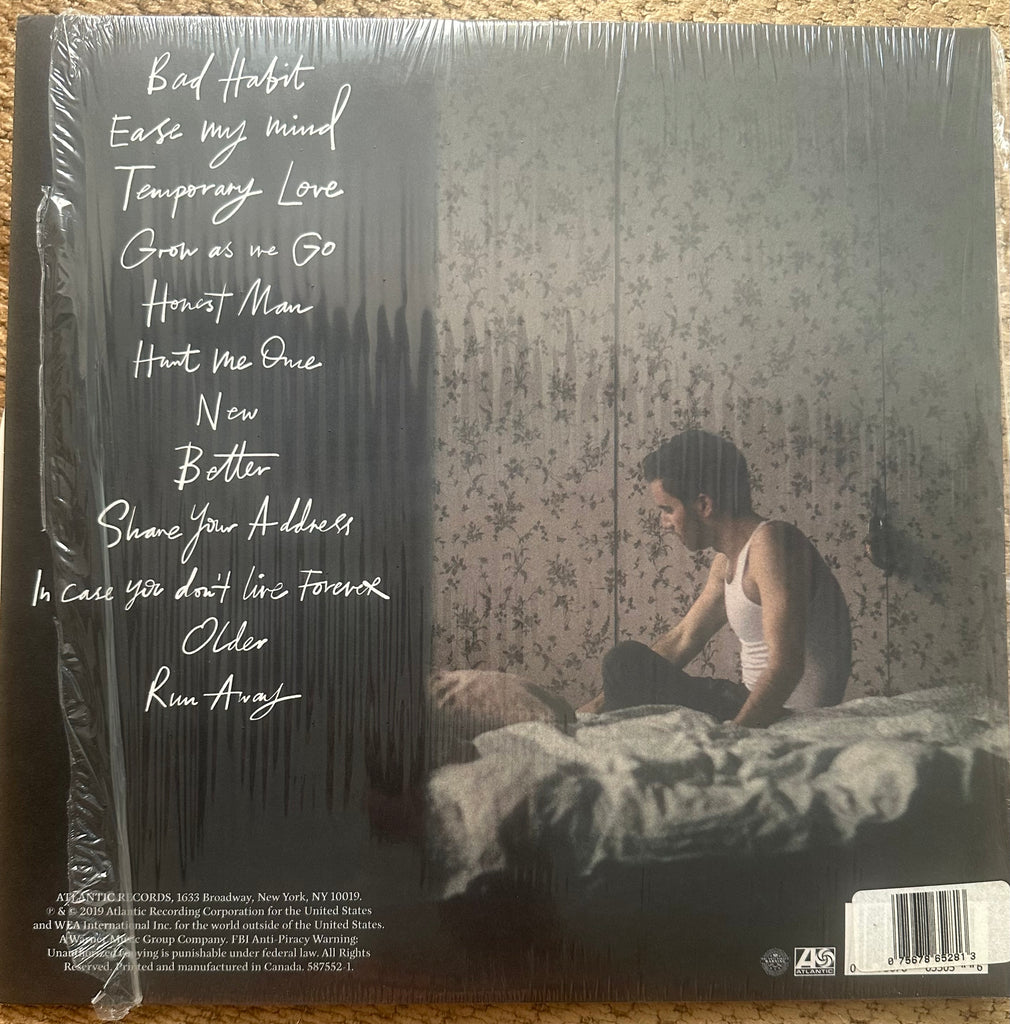 Bad Habit
Ease my mind
Temporary Love
Grow as we Go
Honest Man
Hurt me Once
New
Better
Share Your Address
In case you don't live Forever
Older
Run Away
ATLANTIC RECORDS, 1633 Broadway, New York, NY 10019.
℗ & © 2019 Atlantic Recording Corporation for the United States
and WEA International Inc. for the world outside of the United States.
A Warner Music Group Company. FBI Anti-Piracy Warning:
Unauthorized copying is punishable under federal law. All Rights
Reserved. Printed and manufactured in Canada. 587552-1.
ATLANTIC
0 75678 65281 3